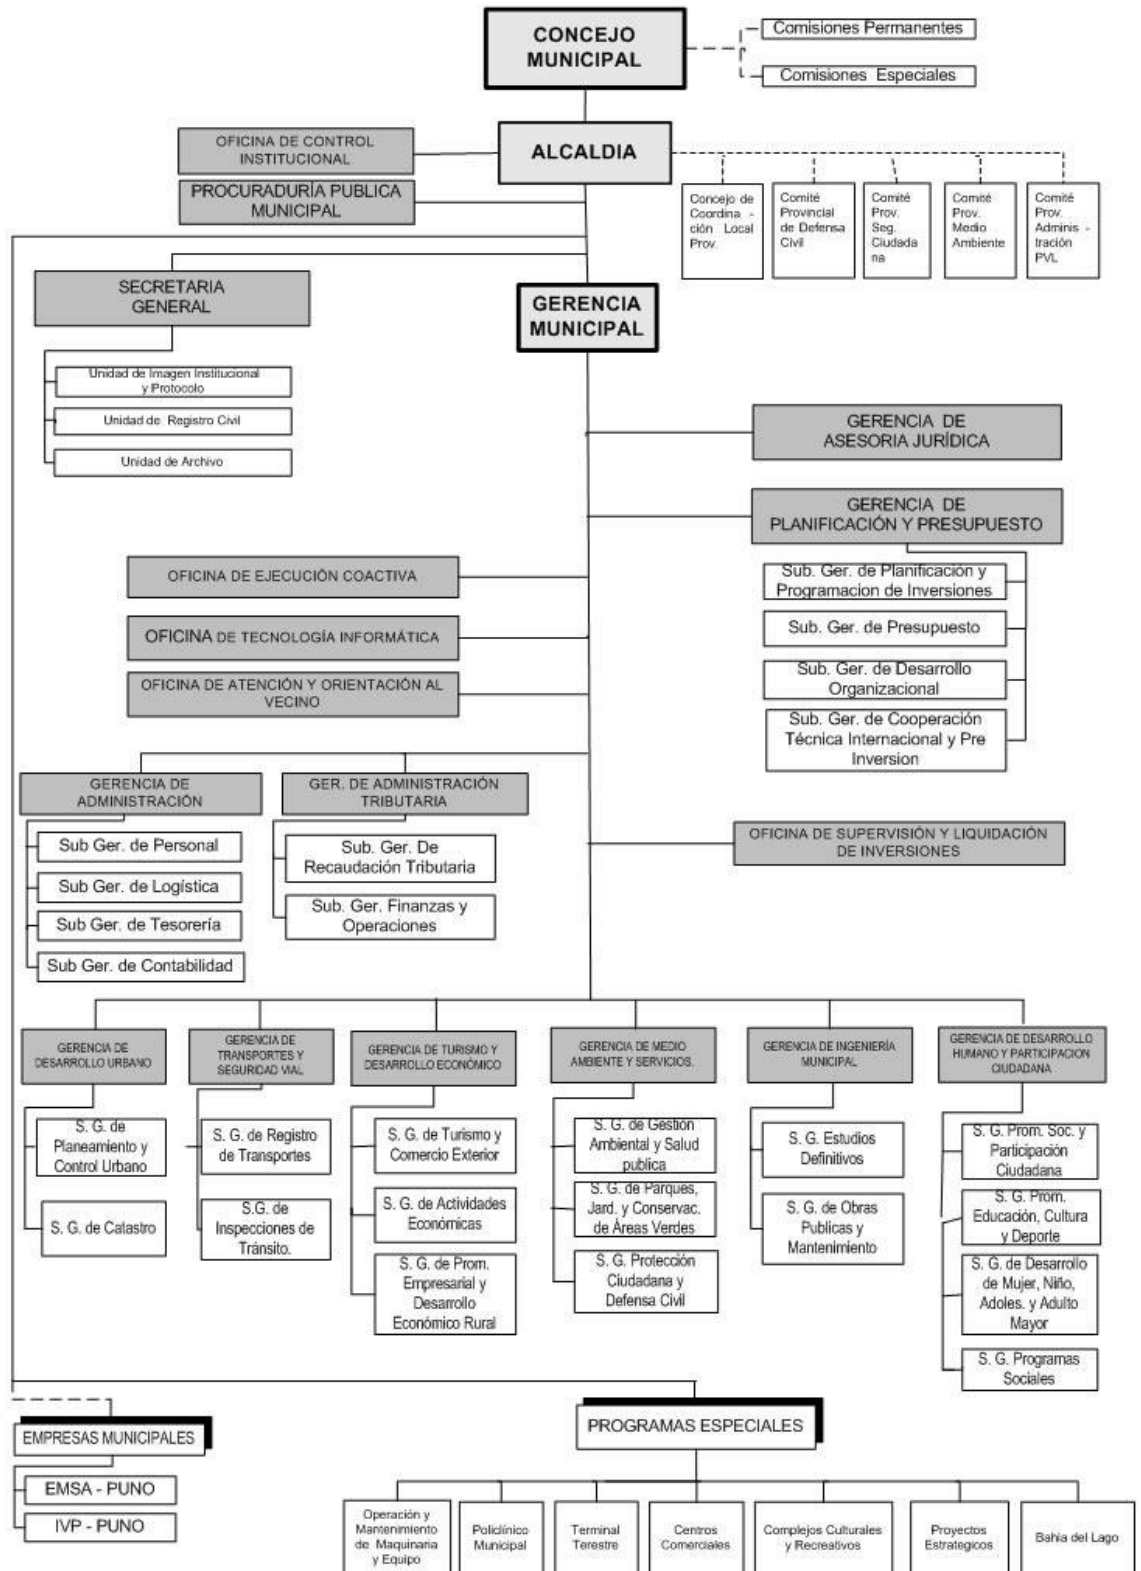 CONCEJO
MUNICIPAL
Comisiones Permanentes
Comisiones Especiales
OFICINA DE CONTROL
INSTITUCIONAL
ALCALDIA
PROCURADURÍA PUBLICA
MUNICIPAL
Concejo de
Coordina -
ción Local
Prov.
Comité
Provincial
de Defensa
Civil
Comité
Prov.
Seg.
Ciudada
na
Comité
Prov.
Medio
Ambiente
Comité
Prov.
Adminis -
tración
PVL
SECRETARIA
GENERAL
GERENCIA
MUNICIPAL
Unidad de Imagen Institucional
y Protocolo
Unidad de Registro Civil
Unidad de Archivo
GERENCIA DE
ASESORIA JURÍDICA
GERENCIA DE
PLANIFICACIÓN Y PRESUPUESTO
Sub. Ger. de Planificación y
Programacion de Inversiones
Sub. Ger. de Presupuesto
Sub. Ger. de Desarrollo
Organizacional
Sub. Ger. de Cooperación
Técnica Internacional y Pre
Inversion
OFICINA DE EJECUCIÓN COACTIVA
OFICINA DE TECNOLOGÍA INFORMÁTICA
OFICINA DE ATENCIÓN Y ORIENTACIÓN AL
VECINO
GERENCIA DE
ADMINISTRACIÓN
Sub Ger. de Personal
Sub Ger. de Logística
Sub Ger. de Tesorería
Sub Ger. de Contabilidad
GER. DE ADMINISTRACIÓN
TRIBUTARIA
Sub. Ger. De
Recaudación Tributaria
Sub. Ger. Finanzas y
Operaciones
OFICINA DE SUPERVISIÓN Y LIQUIDACIÓN
DE INVERSIONES
GERENCIA DE
DESARROLLO URBANO
S. G. de
Planeamiento y
Control Urbano
S. G. de Catastro
GERENCIA DE
TRANSPORTES Y
SEGURIDAD VIAL
S. G. de Registro
de Transportes
S.G. de
Inspecciones de
Tránsito.
GERENCIA DE TURISMO Y
DESARROLLO ECONÓMICO
S. G. de Turismo y
Comercio Exterior
S. G. de Actividades
Económicas
S. G. de Prom.
Empresarial y
Desarrollo
Económico Rural
GERENCIA DE MEDIO
AMBIENTE Y SERVICIOS.
S. G. de Gestión
Ambiental y Salud
publica
S. G. de Parques,
Jard. y Conservac.
de Áreas Verdes
S. G. Protección
Ciudadana y
Defensa Civil
GERENCIA DE INGENIERÍA
MUNICIPAL
S. G. Estudios
Definitivos
S. G. de Obras
Publicas y
Mantenimiento
GERENCIA DE DESARROLLO
HUMANO Y PARTICIPACION
CIUDADANA
S. G. Prom. Soc. y
Participación
Ciudadana
S. G. Prom.
Educación, Cultura
y Deporte
S. G. de Desarrollo
de Mujer, Niño,
Adoles. y Adulto
Mayor
S. G. Programas
Sociales
EMPRESAS MUNICIPALES
EMSA - PUNO
IVP - PUNO
PROGRAMAS ESPECIALES
Operación y
Mantenimiento
de Maquinaria
y Equipo
Policlínico
Municipal
Terminal
Terestre
Centros
Comerciales
Complejos Culturales
y Recreativos
Proyectos
Estrategicos
Bahia del Lago